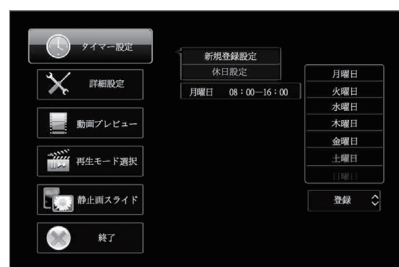 タイマー設定
詳細設定
動画プレビュー
再生モード選択
静止画スライド
終了
新規登録設定
休日設定
月曜日 08：00—16：00
月曜日
火曜日
水曜日
木曜日
金曜日
土曜日
日曜日
登録